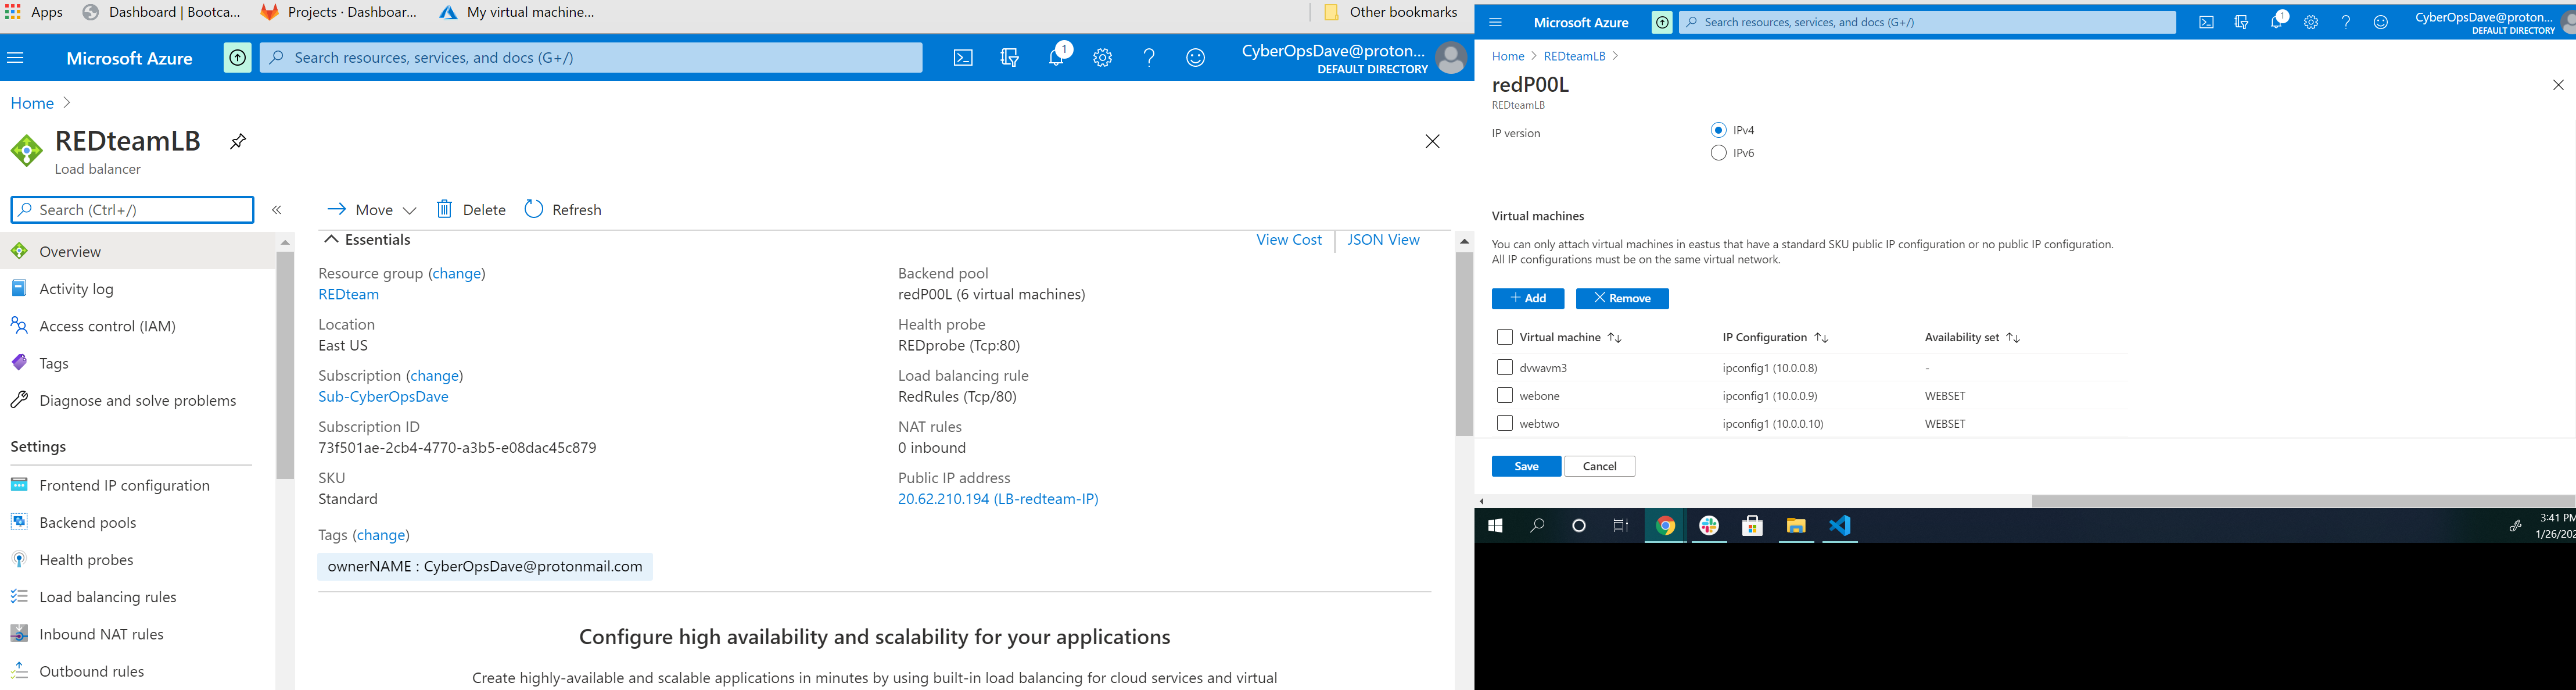 Apps
Dashboard | Bootca...
Projects · Dashboar...
My virtual machine...
Other bookmarks
Microsoft Azure
Search resources, services, and docs (G+/)
1
CyberOpsDave@proton...
DEFAULT DIRECTORY
Home
REDteamLB
Load balancer
Search (Ctrl+/)
Overview
Activity log
Access control (IAM)
Tags
Diagnose and solve problems
Settings
Frontend IP configuration
Backend pools
Health probes
Load balancing rules
Inbound NAT rules
Outbound rules
Move
Delete
Refresh
Essentials
View Cost
JSON View
Resource group (change)
REDteam
Location
East US
Subscription (change)
Sub-CyberOpsDave
Subscription ID
73f501ae-2cb4-4770-a3b5-e08dac45c879
SKU
Standard
Backend pool
redP00L (6 virtual machines)
Health probe
REDprobe (Tcp:80)
Load balancing rule
RedRules (Tcp/80)
NAT rules
0 inbound
Public IP address
20.62.210.194 (LB-redteam-IP)
Tags (change)
ownerNAME : CyberOpsDave@protonmail.com
Configure high availability and scalability for your applications
Create highly-available and scalable applications in minutes by using built-in load balancing for cloud services and virtual
Microsoft Azure
Search resources, services, and docs (G+/)
1
CyberOpsDave@proton...
DEFAULT DIRECTORY
Home
REDteamLB
redP00L
REDteamLB
IP version
IPv4
IPv6
Virtual machines
You can only attach virtual machines in eastus that have a standard SKU public IP configuration or no public IP configuration.
All IP configurations must be on the same virtual network.
Add
Remove
Virtual machine
IP Configuration
Availability set
dvwavm3 ipconfig1 (10.0.0.8) -
webone ipconfig1 (10.0.0.9) WEBSET
webtwo ipconfig1 (10.0.0.10) WEBSET
Save
Cancel
3:41 PM
1/26/202